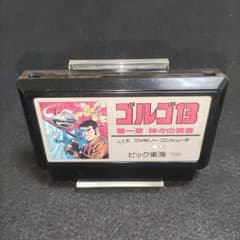 ゴルゴ13
第一章 神々の黄昏
ファミリーコンピュータ
ビック東海